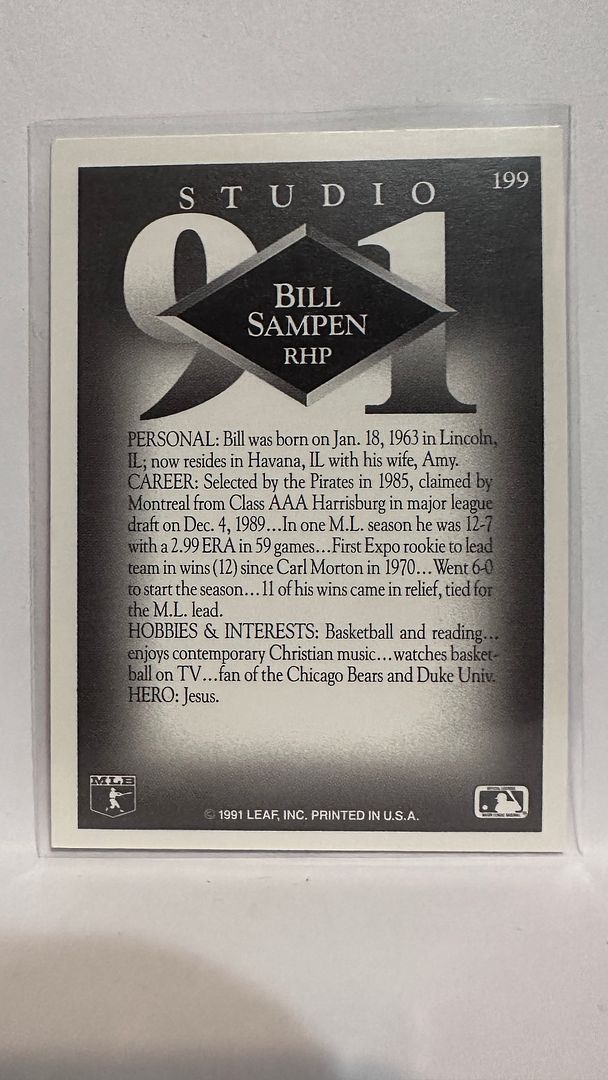 199
STUDIO
91
BILL
SAMPEN
RHP
PERSONAL: Bill was born on Jan. 18, 1963 in Lincoln,
IL; now resides in Havana, IL with his wife, Amy.
CAREER: Selected by the Pirates in 1985, claimed by
Montreal from Class AAA Harrisburg in major league
draft on Dec. 4, 1989...In one M.L. season he was 12-7
with a 2.99 ERA in 59 games...First Expo rookie to lead
team in wins (12) since Carl Morton in 1970...Went 6-0
to start the season...11 of his wins came in relief, tied for
the M.L. lead.
HOBBIES & INTERESTS: Basketball and reading...
enjoys contemporary Christian music...watches basket-
ball on TV...fan of the Chicago Bears and Duke Univ.
HERO: Jesus.
MLB
© 1991 LEAF, INC. PRINTED IN U.S.A.